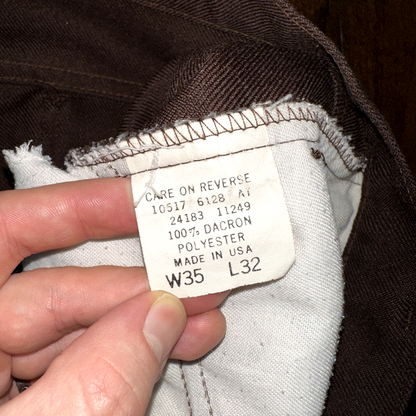 CARE ON REVERSE
10517 6128 AT
24183 11249
100% DACRON
POLYESTER
MADE IN USA
W35 L32